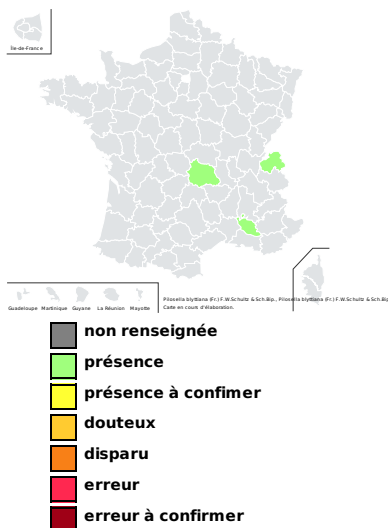 Île-de-France
Guadeloupe Martinique Guyane La Réunion Mayotte
Pilosella blyttiana (Fr.) F.W.Schultz & Sch.Bip., Pilosella blyttiana (Fr.) F.W.Schultz & Sch.Bip
Carte en cours d'élaboration.
non renseignée
présence
présence à confimer
douteux
disparu
erreur
erreur à confirmer